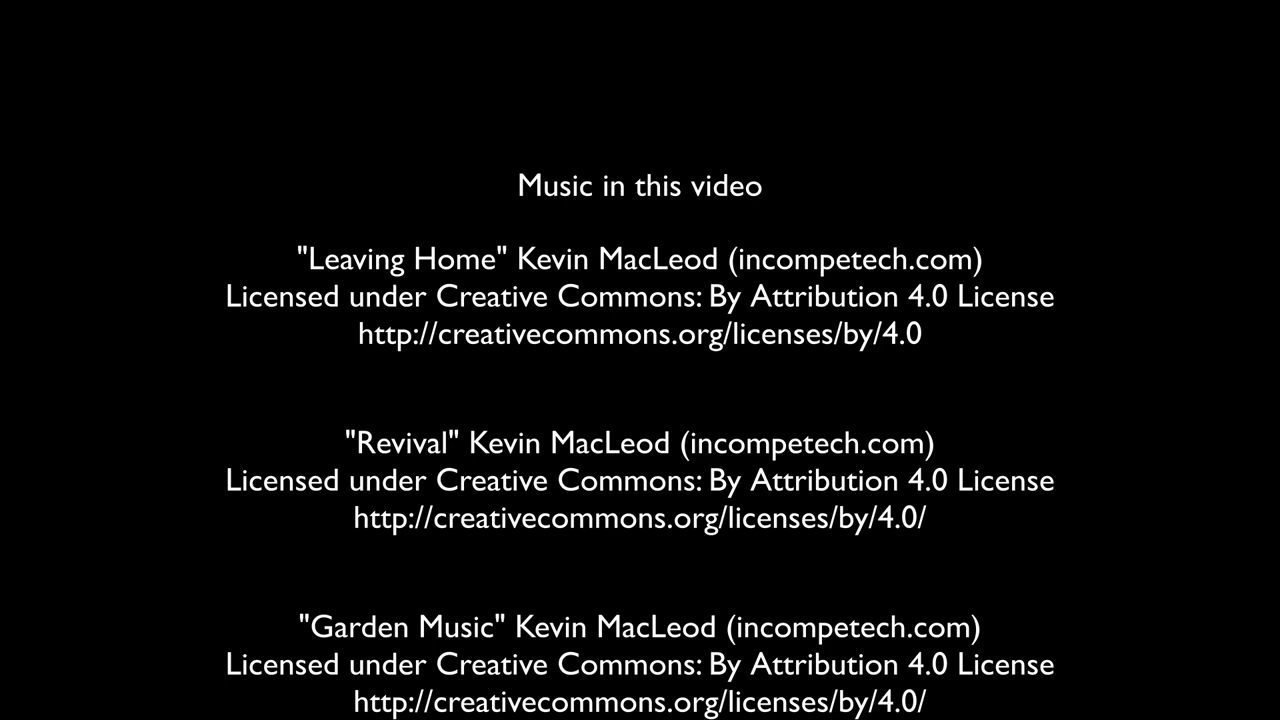 Music in this video
"Leaving Home" Kevin MacLeod (incompetech.com)
Licensed under Creative Commons: By Attribution 4.0 License
http://creativecommons.org/licenses/by/4.0
"Revival" Kevin MacLeod (incompetech.com)
Licensed under Creative Commons: By Attribution 4.0 License
http://creativecommons.org/licenses/by/4.0/
"Garden Music" Kevin MacLeod (incompetech.com)
Licensed under Creative Commons: By Attribution 4.0 License
http://creativecommons.org/licenses/by/4.0/